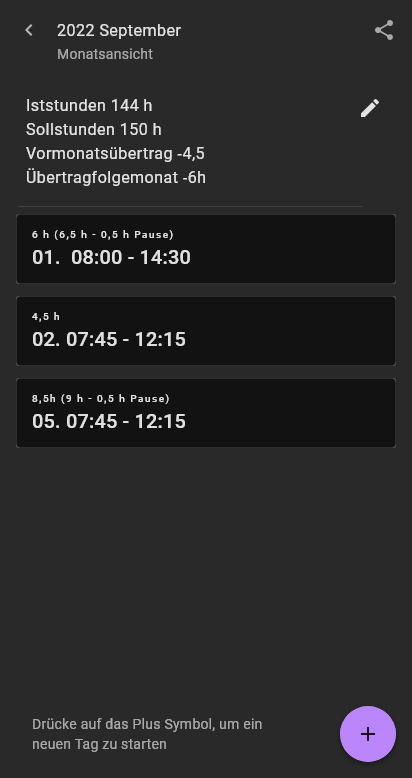 2022 September
Monatsansicht
Iststunden 144 h
Sollstunden 150 h
Vormonatsübertrag -4,5
Übertragfolgemonat -6h
6 h (6,5 h - 0,5 h Pause)
01. 08:00 - 14:30
4,5 h
02. 07:45 - 12:15
8,5h (9 h - 0,5 h Pause)
05. 07:45 - 12:15
Drücke auf das Plus Symbol, um ein
neuen Tag zu starten